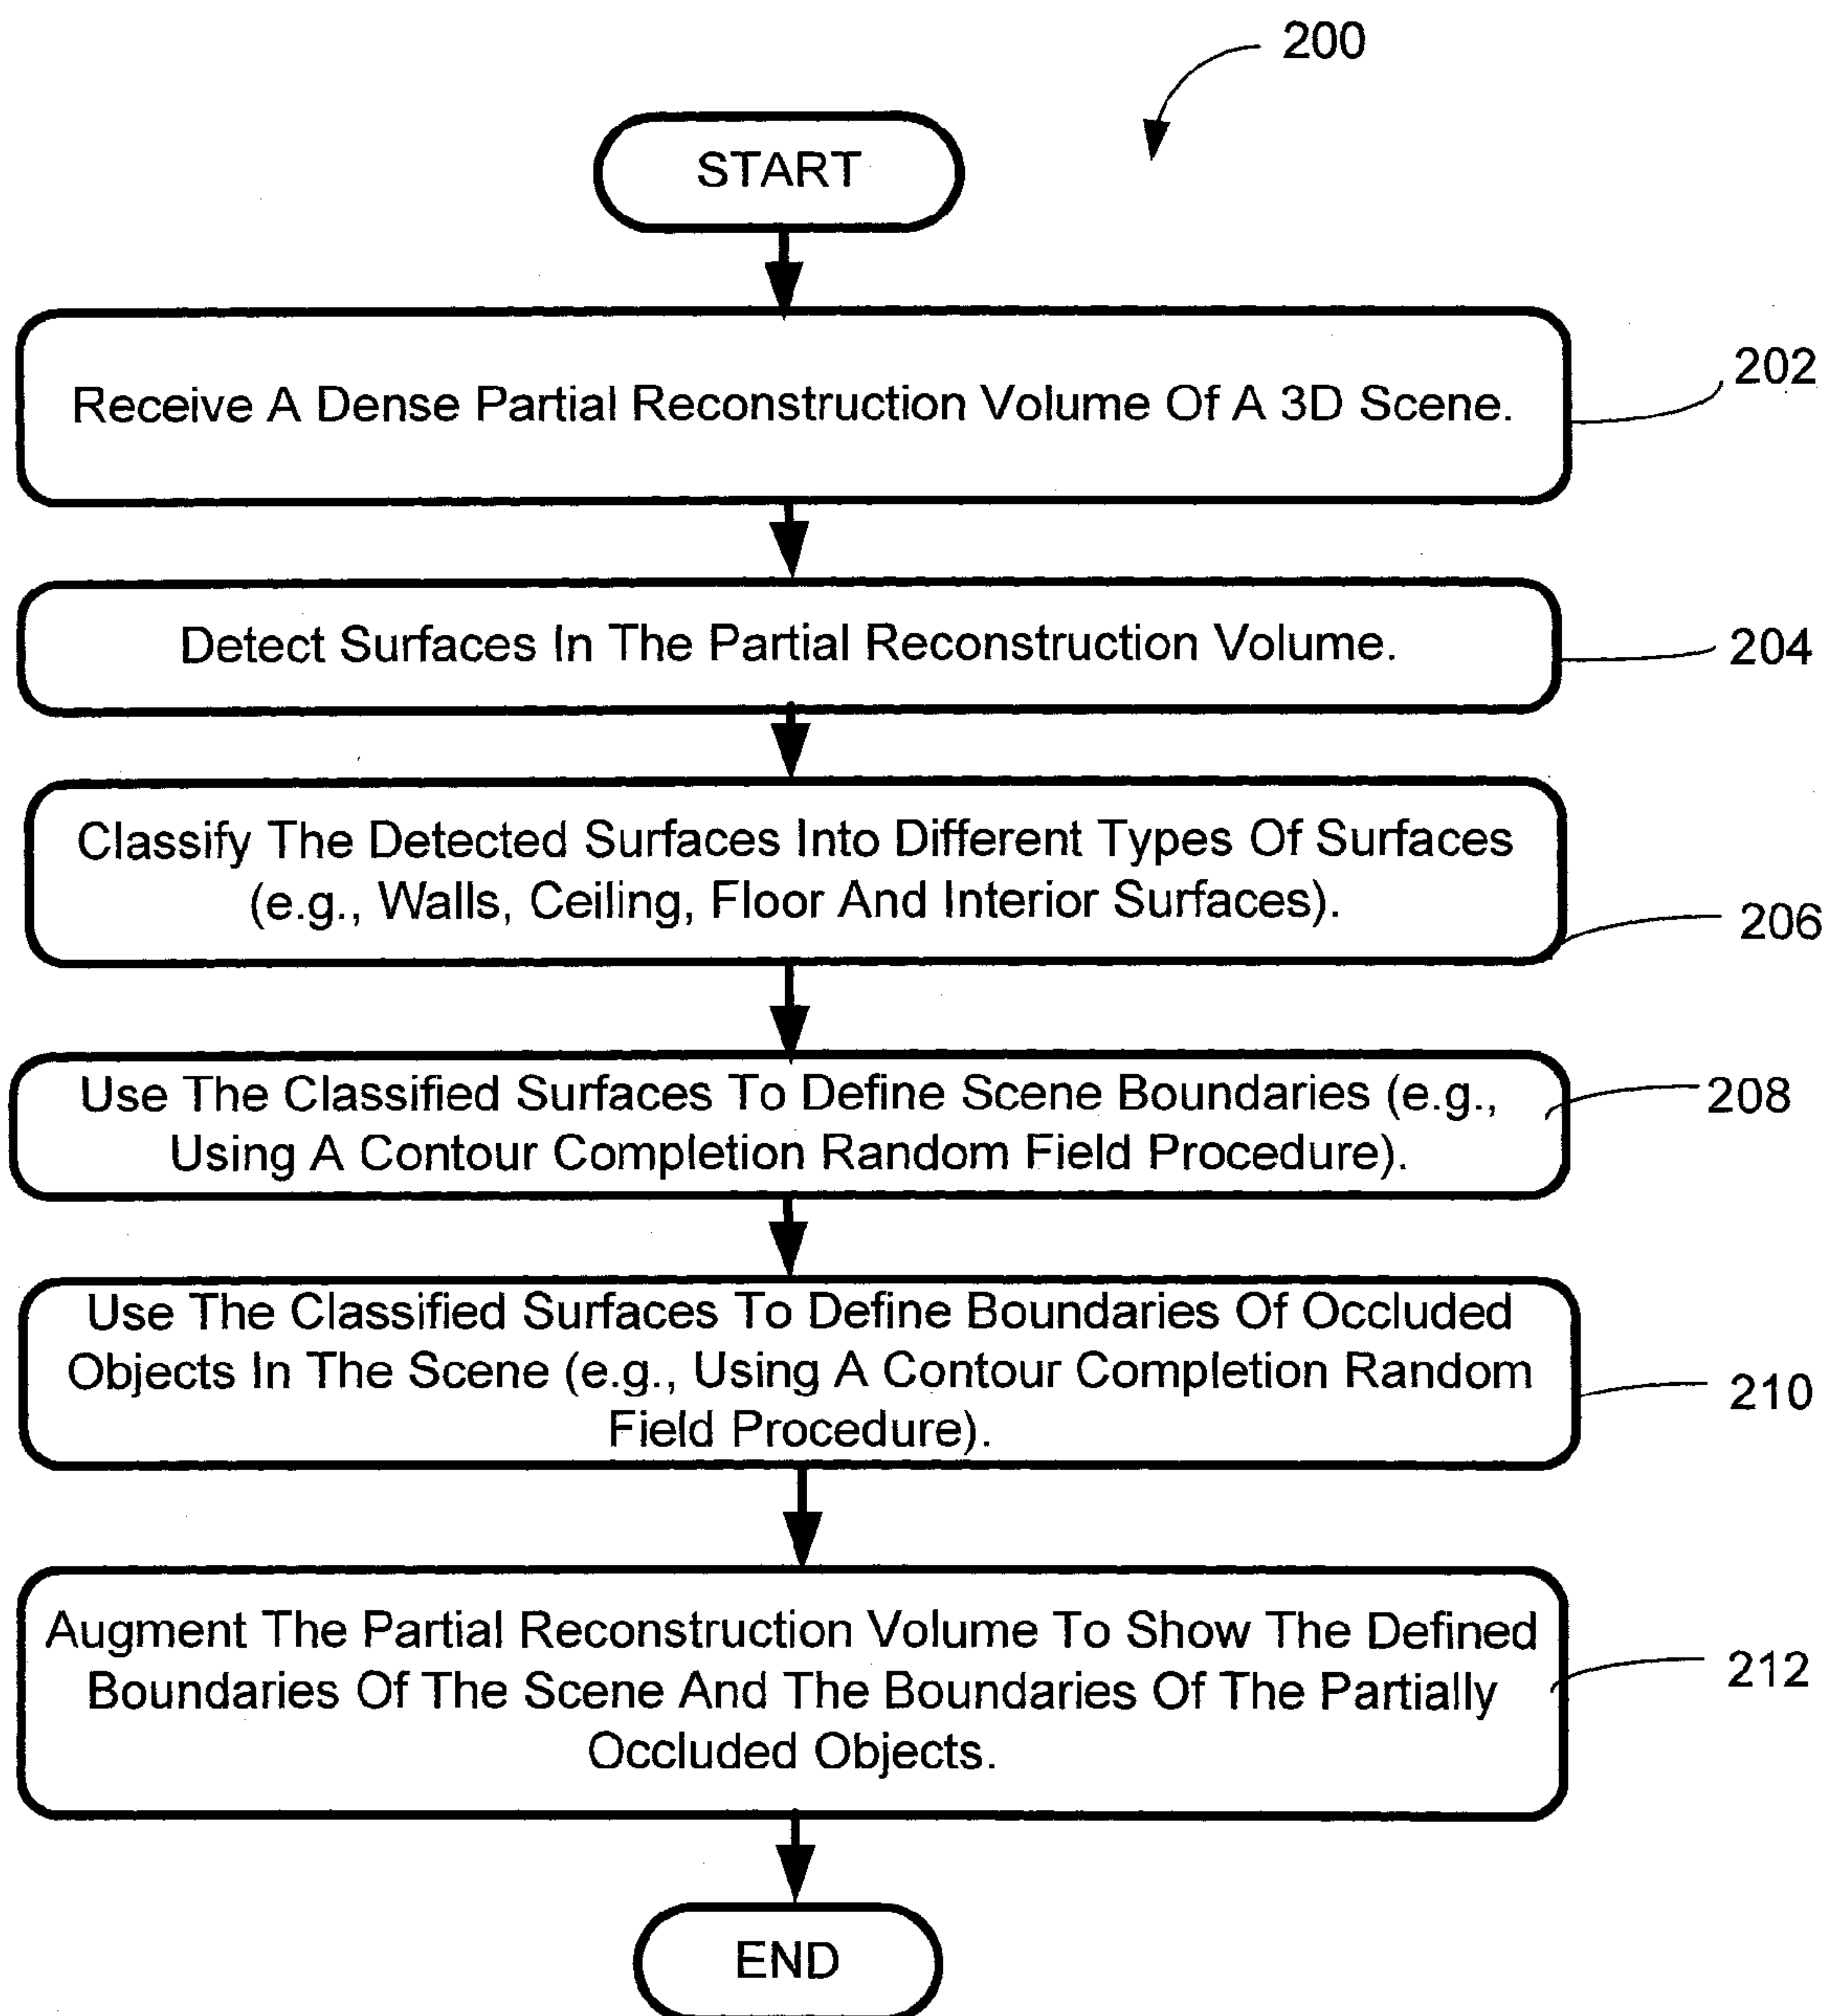 200
START
Receive A Dense Partial Reconstruction Volume Of A 3D Scene.
202
Detect Surfaces In The Partial Reconstruction Volume.
204
Classify The Detected Surfaces Into Different Types Of Surfaces
(e.g., Walls, Ceiling, Floor And Interior Surfaces).
206
Use The Classified Surfaces To Define Scene Boundaries (e.g.,
Using A Contour Completion Random Field Procedure).
208
Use The Classified Surfaces To Define Boundaries Of Occluded
Objects In The Scene (e.g., Using A Contour Completion Random
Field Procedure).
210
Augment The Partial Reconstruction Volume To Show The Defined
Boundaries Of The Scene And The Boundaries Of The Partially
Occluded Objects.
212
END